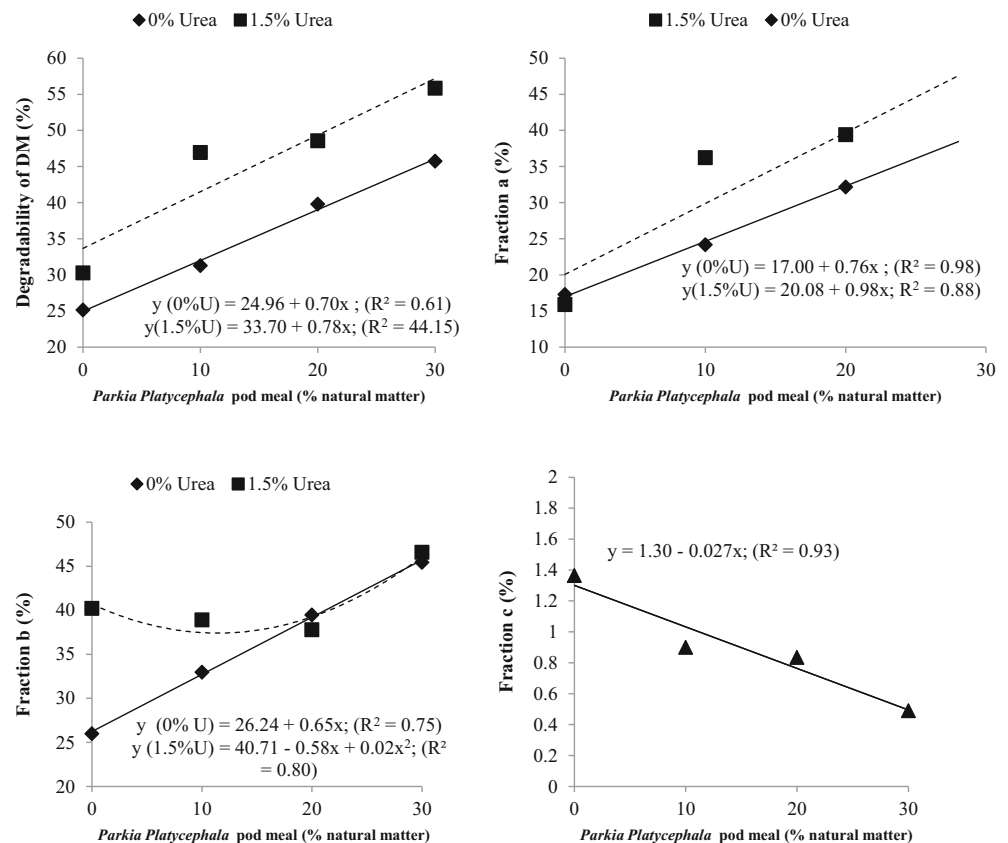 ◆0% Urea ■1.5% Urea
Degradability of DM (%)
60
55
50
45
40
35
30
25
20
y (0%U) = 24.96 + 0.70x ; (R² = 0.61)
y(1.5%U) = 33.70 + 0.78x; (R² = 44.15)
0 10 20 30
Parkia Platycephala pod meal (% natural matter)
■1.5% Urea ◆0% Urea
Fraction a (%)
50
45
40
35
30
25
20
15
10
y (0%U) = 17.00 + 0.76x ; (R² = 0.98)
y(1.5%U) = 20.08 + 0.98x; R² = 0.88)
0 10 20 30
Parkia Platycephala pod meal (% natural matter)
◆0% Urea ■1.5% Urea
Fraction b (%)
50
45
40
35
30
25
20
y (0% U) = 26.24 + 0.65x; (R² = 0.75)
y (1.5%U) = 40.71 - 0.58x + 0.02x²; (R²
= 0.80)
0 10 20 30
Parkia Platycephala pod meal (% natural matter)
Fraction c (%)
2
1.8
1.6
1.4
1.2
1
0.8
0.6
0.4
0.2
0
y = 1.30 - 0.027x; (R² = 0.93)
0 10 20 30
Parkia Platycephala pod meal (% natural matter)